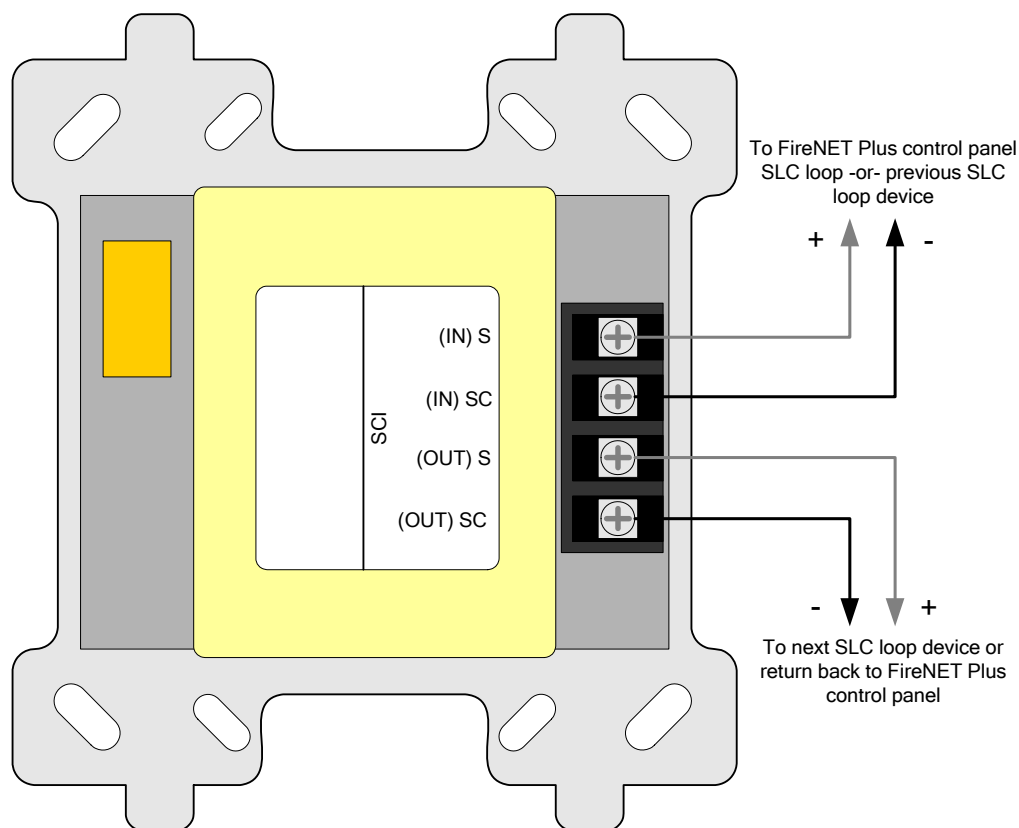 To FireNET Plus control panel
SLC loop -or- previous SLC
loop device
+ -
(IN) S
(IN) SC
SCI
(OUT) S
(OUT) SC
- +
To next SLC loop device or
return back to FireNET Plus
control panel